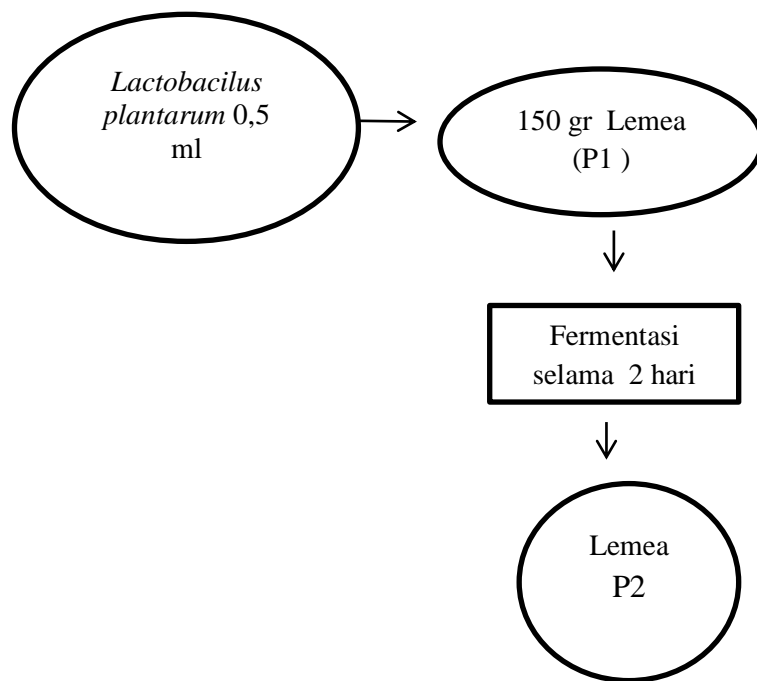 Lactobacilus
plantarum 0,5
ml
150 gr Lemea
(P1 )
Fermentasi
selama 2 hari
Lemea
P2